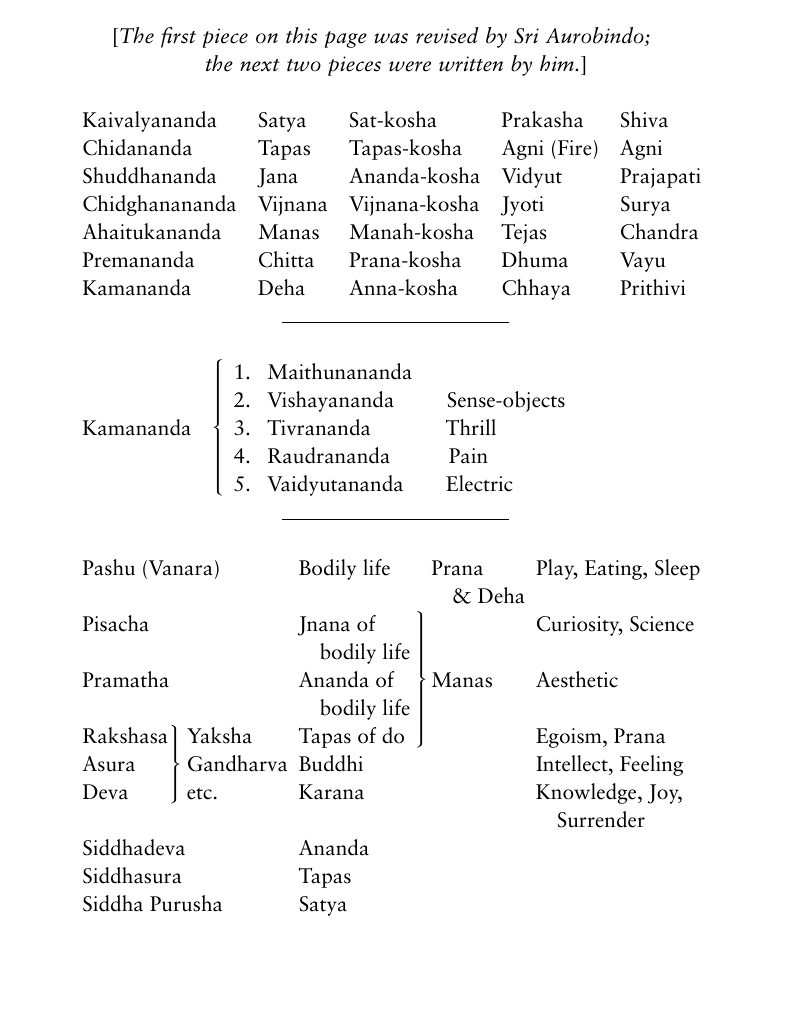 [The first piece on this page was revised by Sri Aurobindo;
the next two pieces were written by him.]
Kaivalyananda Satya Sat-kosha Prakasha Shiva
Chidananda Tapas Tapas-kosha Agni (Fire) Agni
Shuddhananda Jana Ananda-kosha Vidyut Prajapati
Chidghanananda Vijnana Vijnana-kosha Jyoti Surya
Ahaitukananda Manas Manah-kosha Tejas Chandra
Premananda Chitta Prana-kosha Dhuma Vayu
Kamananda Deha Anna-kosha Chhaya Prithivi
1. Maithunananda
2. Vishayananda Sense-objects
Kamananda 3. Tivrananda Thrill
4. Raudrananda Pain
5. Vaidyutananda Electric
Pashu (Vanara) Bodily life Prana Play, Eating, Sleep
& Deha
Pisacha Jnana of Curiosity, Science
bodily life
Pramatha Ananda of Manas Aesthetic
bodily life
Rakshasa Yaksha Tapas of do Egoism, Prana
Asura Gandharva Buddhi Intellect, Feeling
Deva etc. Karana Knowledge, Joy,
Surrender
Siddhadeva Ananda
Siddhasura Tapas
Siddha Purusha Satya